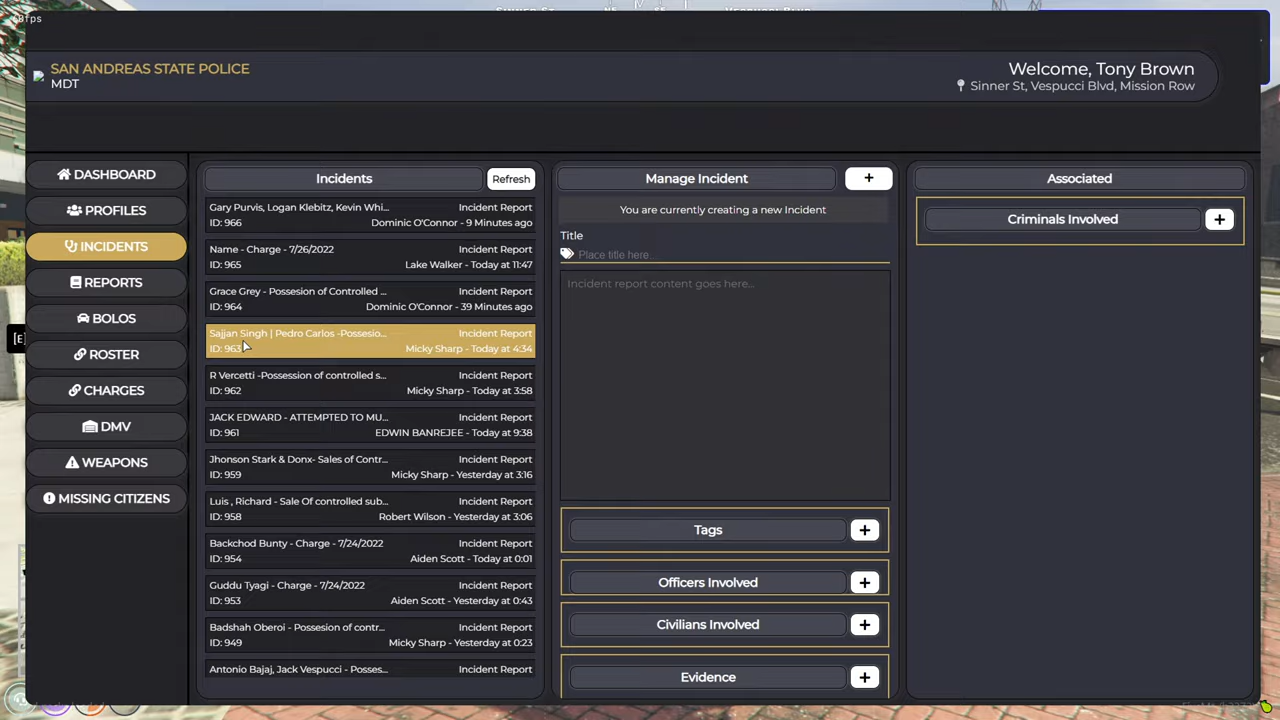 SAN ANDREAS STATE POLICE
MDT
Welcome, Tony Brown
Sinner St, Vespucci Blvd, Mission Row
DASHBOARD
PROFILES
INCIDENTS
REPORTS
BOLOS
ROSTER
CHARGES
DMV
WEAPONS
MISSING CITIZENS
[E]
Incidents
Refresh
Gary Purvis, Logan Klebitz, Kevin Whi... Incident Report
ID: 966 Dominic O'Connor - 9 Minutes ago
Name - Charge - 7/26/2022 Incident Report
ID: 965 Lake Walker - Today at 11:47
Grace Grey - Possesion of Controlled ... Incident Report
ID: 964 Dominic O'Connor - 39 Minutes ago
Sajjan Singh | Pedro Carlos -Possesio... Incident Report
ID: 963 Micky Sharp - Today at 4:34
R Vercetti -Possession of controlled s... Incident Report
ID: 962 Micky Sharp - Today at 3:58
JACK EDWARD - ATTEMPTED TO MU... Incident Report
ID: 961 EDWIN BANREJEE - Today at 9:38
Jhonson Stark & Donx- Sales of Contr... Incident Report
ID: 959 Micky Sharp - Yesterday at 3:16
Luis , Richard - Sale Of controlled sub... Incident Report
ID: 958 Robert Wilson - Yesterday at 3:06
Backchod Bunty - Charge - 7/24/2022 Incident Report
ID: 954 Aiden Scott - Today at 0:01
Guddu Tyagi - Charge - 7/24/2022 Incident Report
ID: 953 Aiden Scott - Yesterday at 0:43
Badshah Oberoi - Possesion of contr... Incident Report
ID: 949 Micky Sharp - Yesterday at 0:23
Antonio Bajaj, Jack Vespucci - Posses... Incident Report
Manage Incident
+
You are currently creating a new Incident
Title
Place title here...
Incident report content goes here...
Tags +
Officers Involved +
Civilians Involved +
Evidence +
Associated
Criminals Involved +